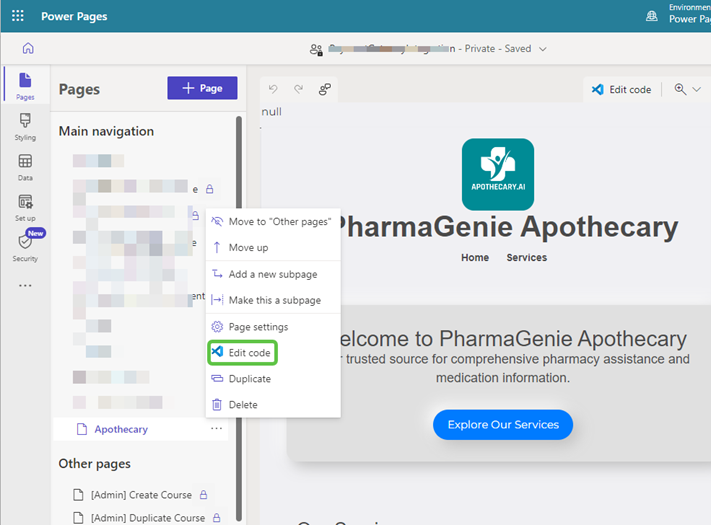 Power Pages
Environmen
Power Pa
- Private - Saved
Pages
Styling
Data
Set up
New
Security
Pages
+ Page
Main navigation
e
e
ent
Apothecary
Other pages
[Admin] Create Course
[Admin] Duplicate Course
Move to "Other pages"
Move up
Add a new subpage
Make this a subpage
Page settings
Edit code
Duplicate
Delete
Edit code
null
APOTHECARY.AI
PharmaGenie Apothecary
Home Services
elcome to PharmaGenie Apothecary
r trusted source for comprehensive pharmacy assistance and
medication information.
Explore Our Services